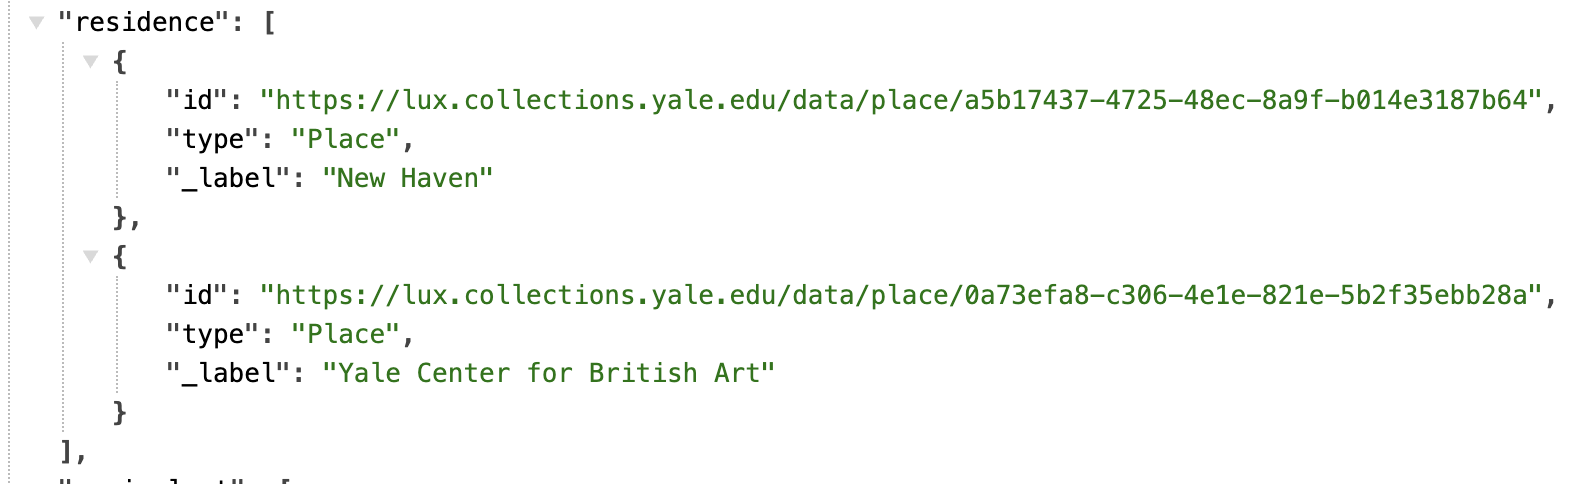 "residence": [
{
"id": "https://lux.collections.yale.edu/data/place/a5b17437-4725-48ec-8a9f-b014e3187b64",
"type": "Place",
"_label": "New Haven"
},
{
"id": "https://lux.collections.yale.edu/data/place/0a73efa8-c306-4e1e-821e-5b2f35ebb28a",
"type": "Place",
"_label": "Yale Center for British Art"
}
],